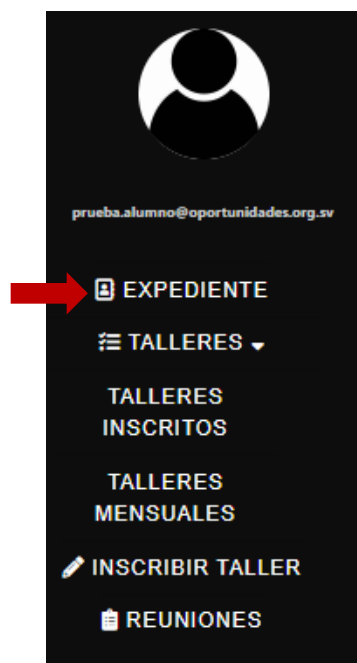 prueba.alumno@oportunidades.org.sv
EXPEDIENTE
TALLERES
TALLERES
INSCRITOS
TALLERES
MENSUALES
INSCRIBIR TALLER
REUNIONES